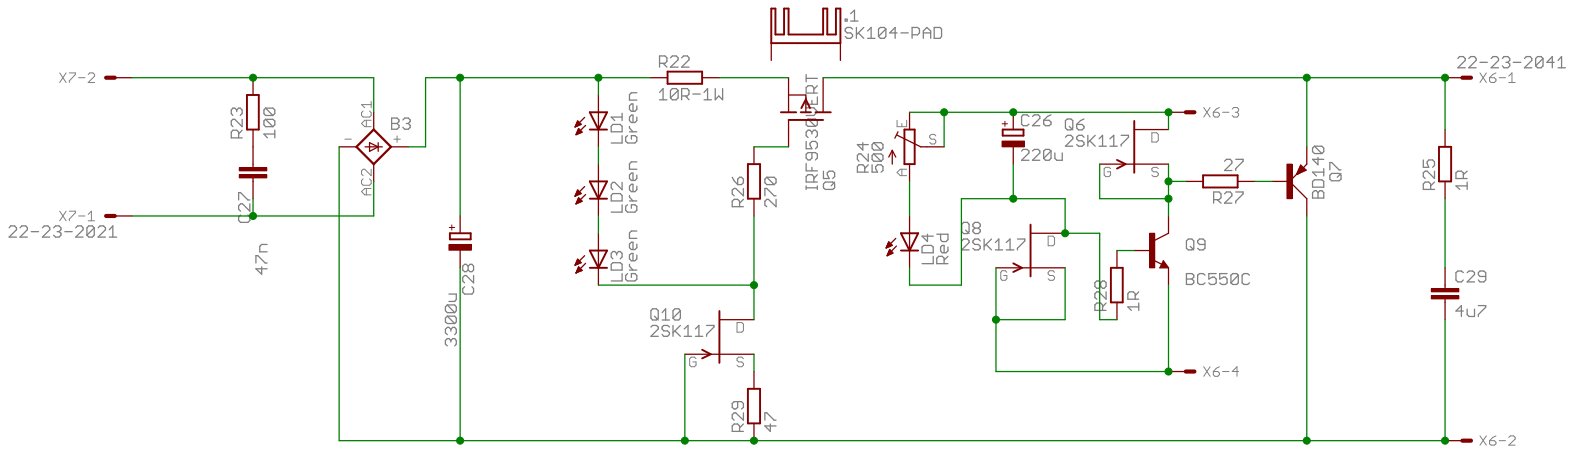 .1
SK104-PAD
X7-2
R23
100
AC1
AC2
-
+
B3
C27
47n
X7-1
22-23-2021
+
C28
3300u
LD1
Green
LD2
Green
LD3
Green
R22
10R-1W
IRF9530VERT
Q5
R26
270
Q10
2SK117
D
G
S
R29
47
R24
500
E
S
A
LD4
Red
+
C26
220u
Q6
2SK117
D
G
S
Q8
2SK117
D
G
S
R28
1R
Q9
BC550C
27
R27
BD140
Q7
X6-3
X6-4
22-23-2041
X6-1
R25
1R
C29
4u7
X6-2